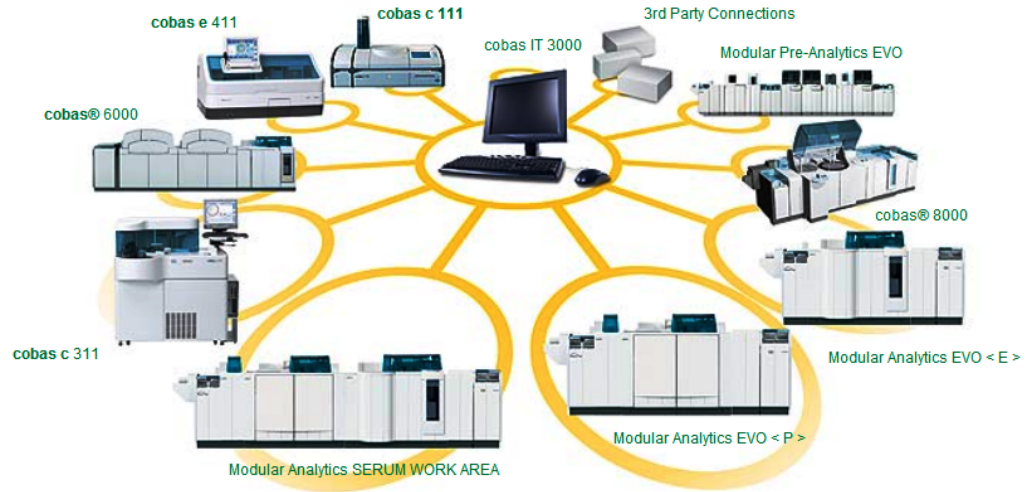 cobas e 411
cobas c 111
cobas IT 3000
3rd Party Connections
Modular Pre-Analytics EVO
cobas® 6000
cobas® 8000
cobas c 311
Modular Analytics EVO < E >
Modular Analytics EVO < P >
Modular Analytics SERUM WORK AREA